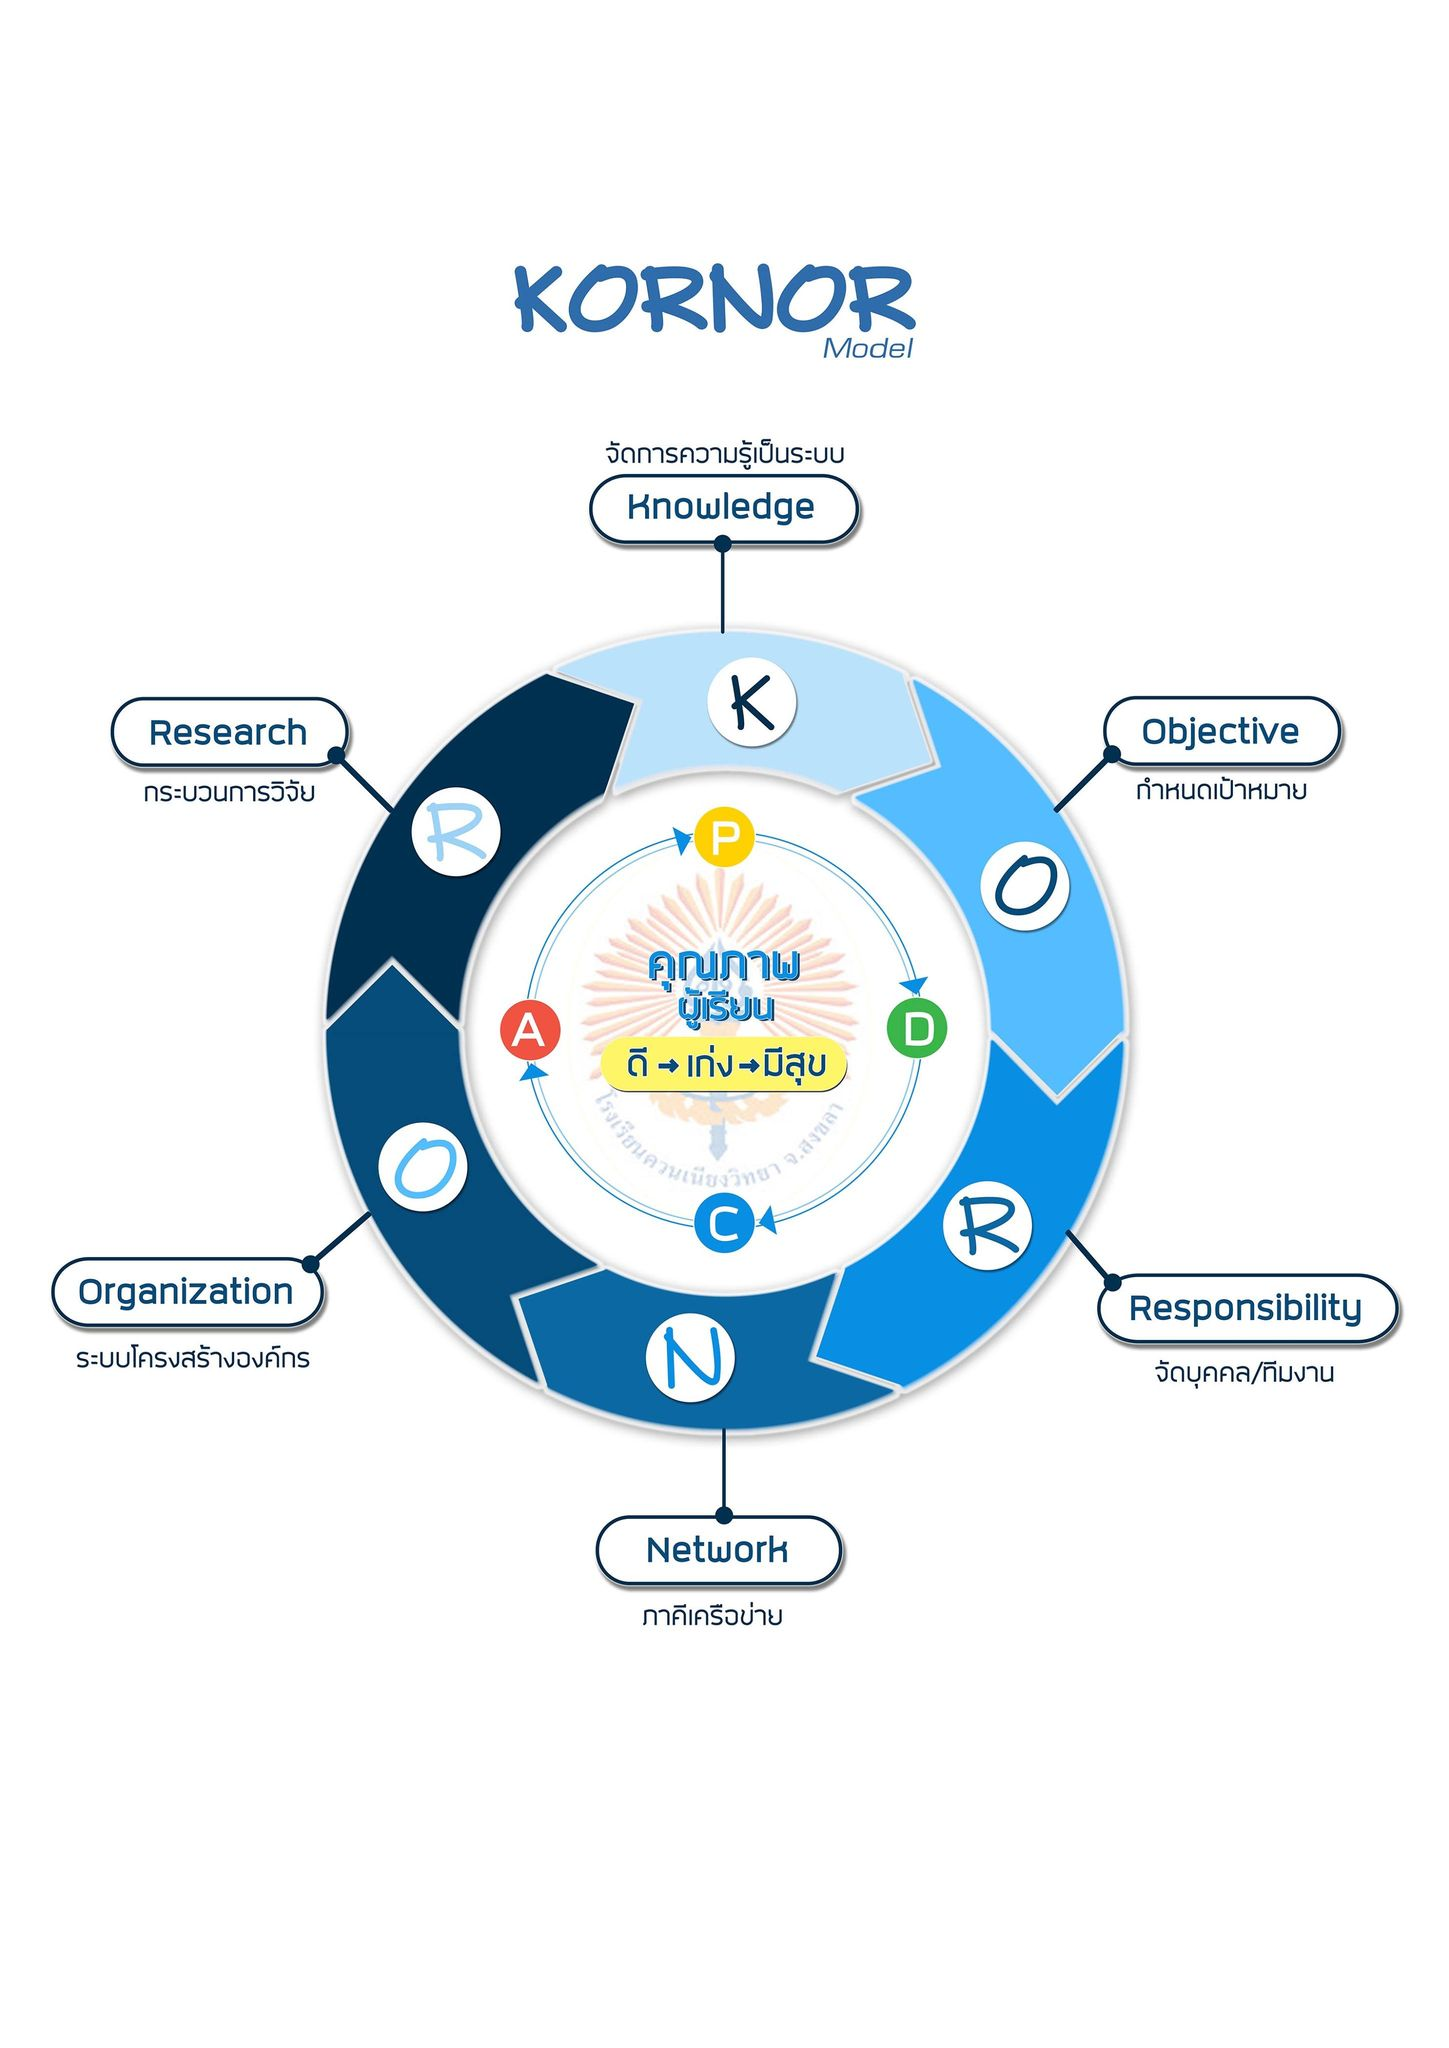 KORNOR
Model
จัดการความรู้เป็นระบบ
Knowledge
K
Objective
กำหนดเป้าหมาย
O
Responsibility
จัดบุคคล/ทีมงาน
R
Network
ภาคีเครือข่าย
N
Organization
ระบบโครงสร้างองค์กร
O
Research
กระบวนการวิจัย
R
P
D
C
A
คุณภาพ
ผู้เรียน
ดี→เก่ง→มีสุข
โรงเรียนควนเนียงวิทยา จ.สงขลา